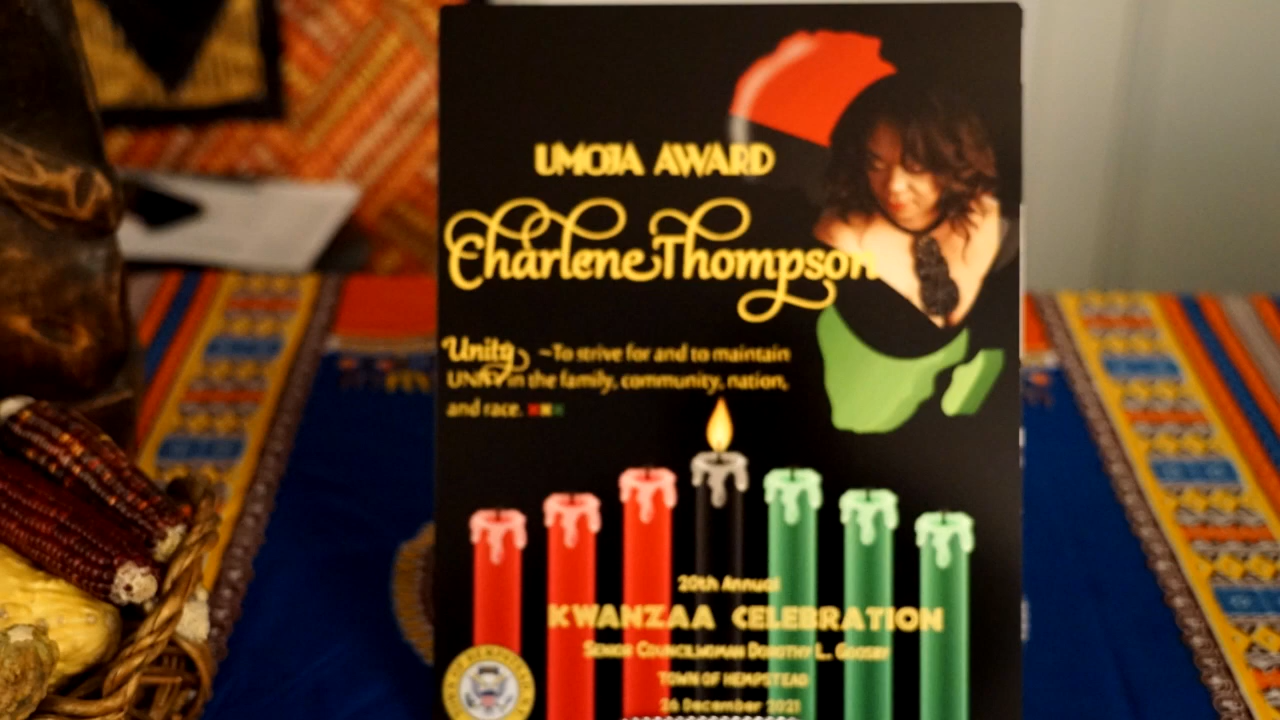 UMOJA AWARD
Charlene Thompson
Unity ~To strive for and to maintain
UNITY in the family, community, nation,
and race.
20th Annual
KWANZAA CELEBRATION
SENIOR COUNCILWOMAN DOROTHY L. GOOSBY
TOWN OF HEMPSTEAD
26 December 2021